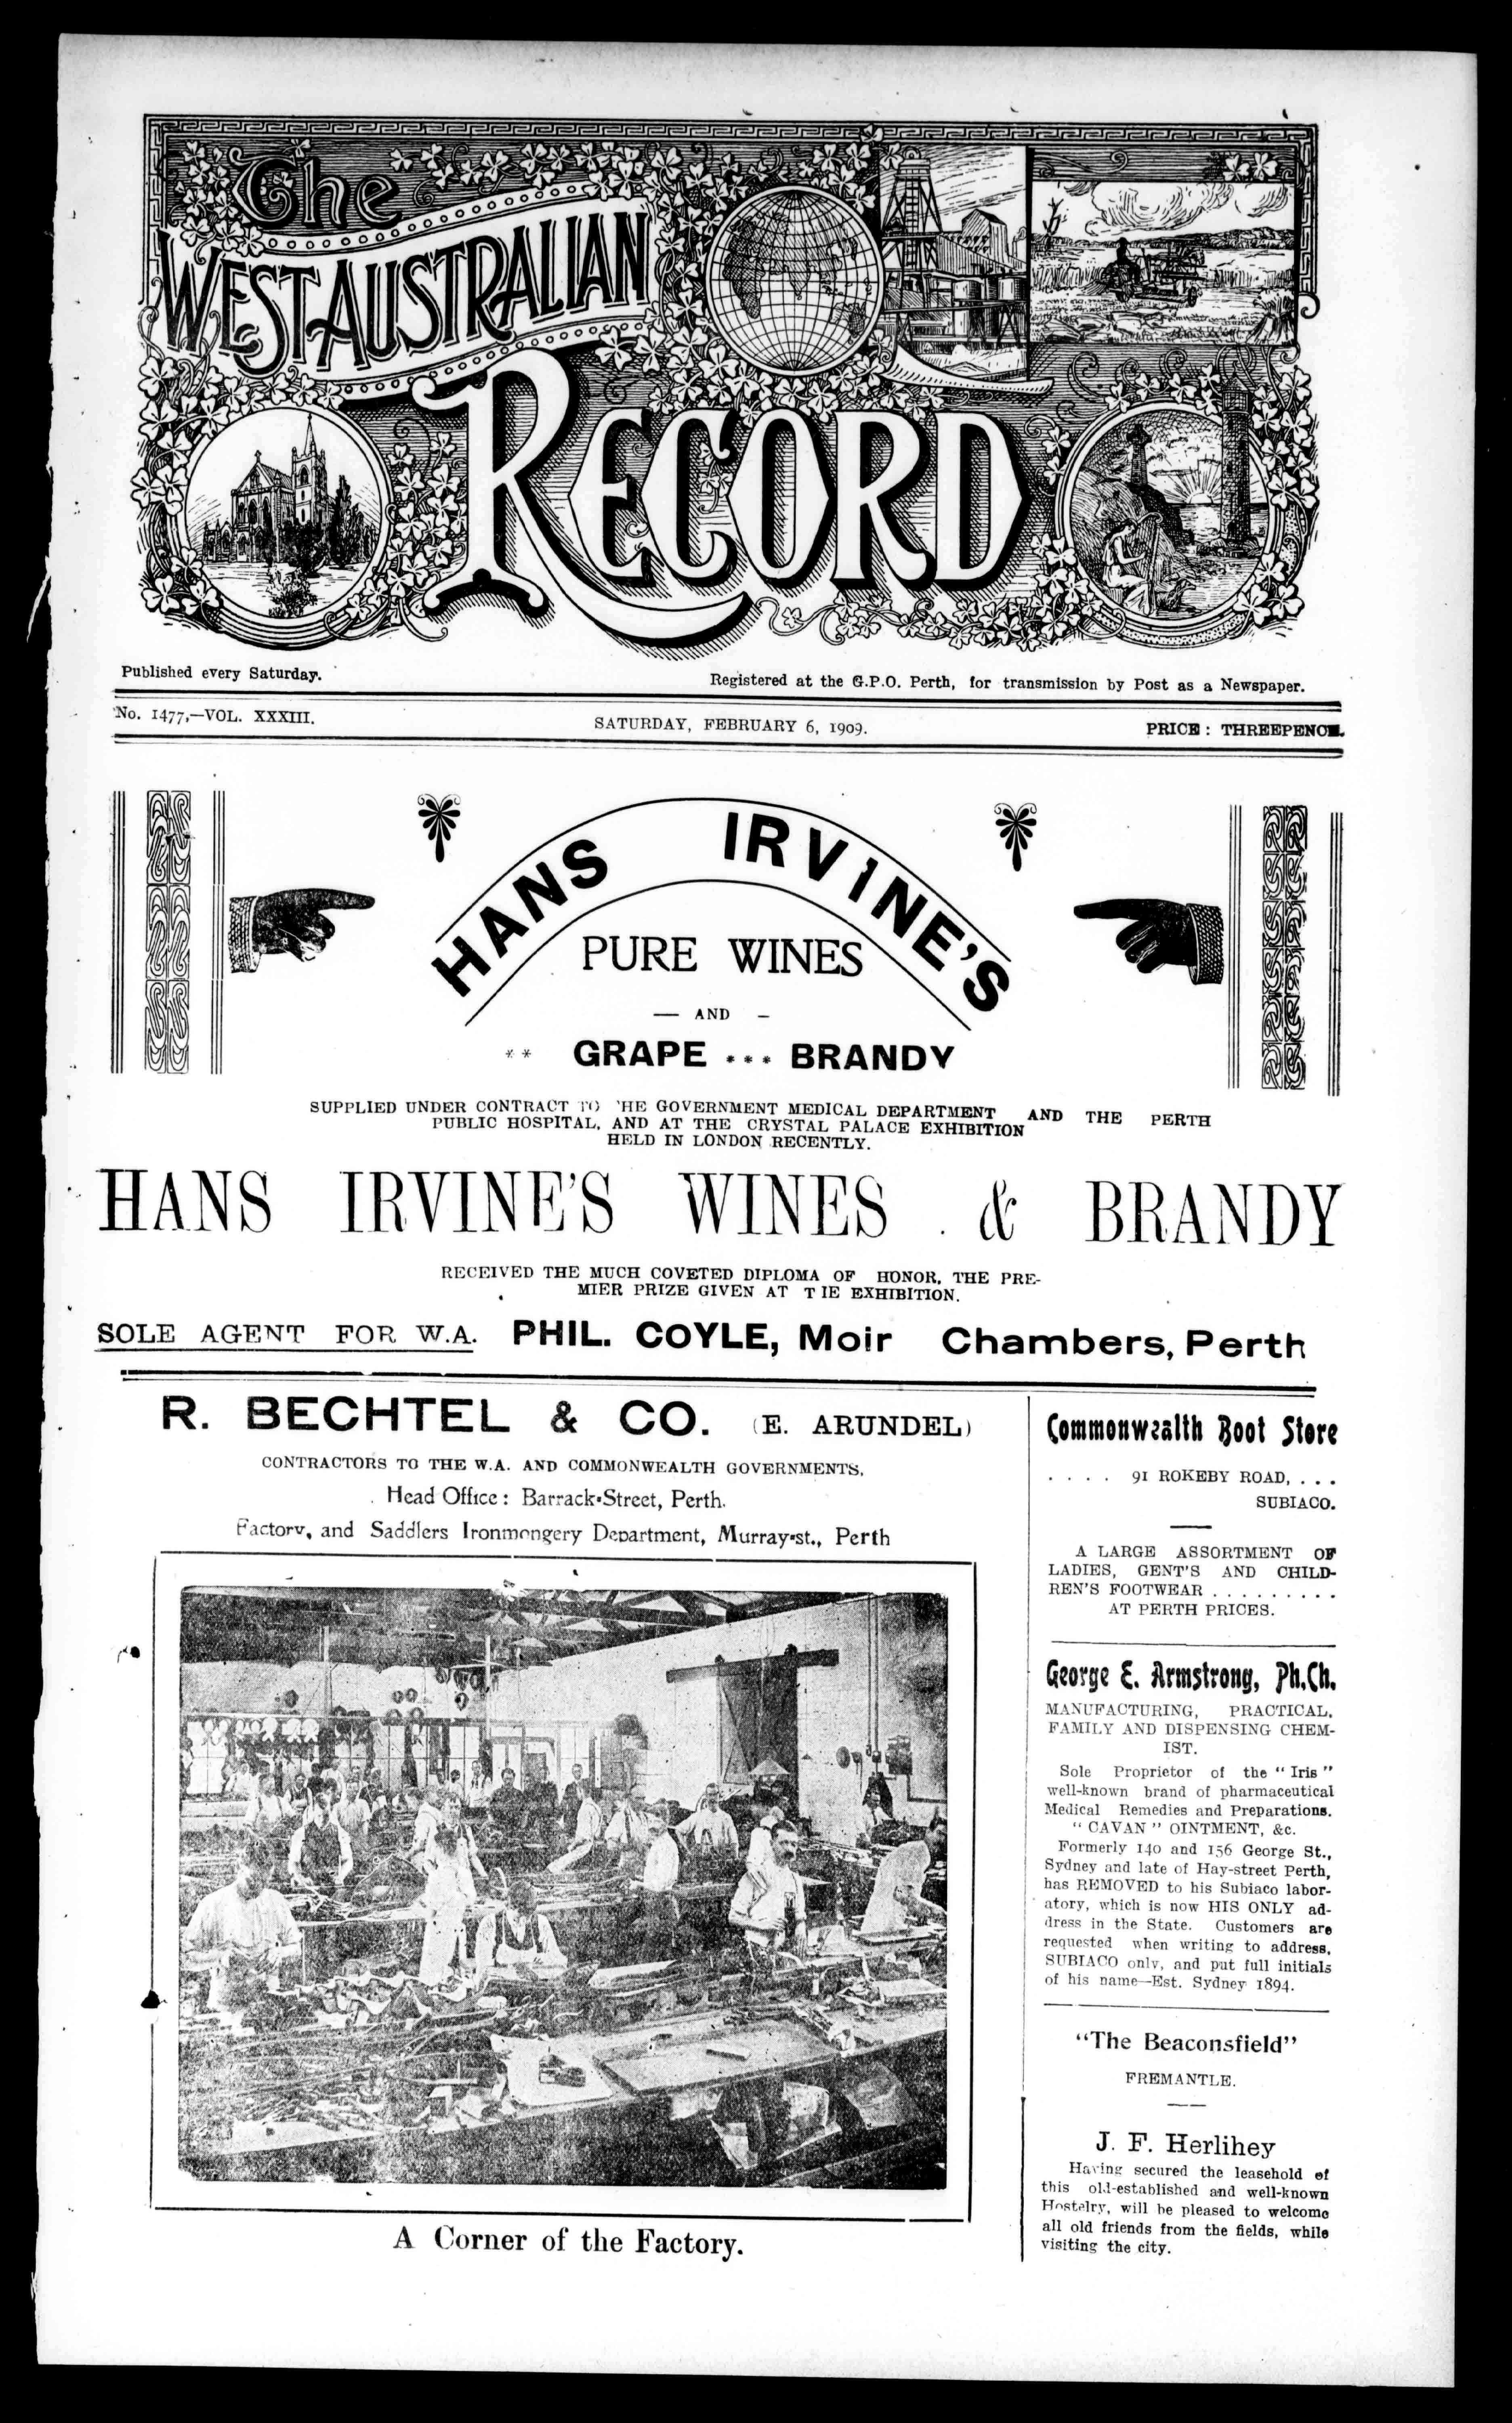 The
WEST AUSTRALIAN
RECORD
Published every Saturday.
Registered at the G.P.O. Perth, for transmission by Post as a Newspaper.
No. 1477,—VOL. XXXIII.
SATURDAY, FEBRUARY 6, 1909.
PRICE: THREEPENCE.
HANS IRVINE'S
PURE WINES
— AND –
** GRAPE *** BRANDY
SUPPLIED UNDER CONTRACT TO 'HE GOVERNMENT MEDICAL DEPARTMENT AND THE PERTH
PUBLIC HOSPITAL, AND AT THE CRYSTAL PALACE EXHIBITION
HELD IN LONDON RECENTLY.
HANS IRVINE'S WINES . & BRANDY
RECEIVED THE MUCH COVETED DIPLOMA OF HONOR, THE PRE-
MIER PRIZE GIVEN AT T IE EXHIBITION.
SOLE AGENT FOR W.A. PHIL. COYLE, Moir Chambers, Perth
R. BECHTEL & CO. (E. ARUNDEL)
CONTRACTORS TO THE W.A. AND COMMONWEALTH GOVERNMENTS.
Head Office: Barrack-Street, Perth.
Factory, and Saddlers Ironmongery Department, Murray-st., Perth
A Corner of the Factory.
Commonwealth Boot Store
. . . . 91 ROKEBY ROAD, . . .
SUBIACO.
A LARGE ASSORTMENT OF
LADIES, GENT'S AND CHILD-
REN'S FOOTWEAR . . . . . . . . .
AT PERTH PRICES.
George E. Armstrong, Ph.Ch.
MANUFACTURING, PRACTICAL,
FAMILY AND DISPENSING CHEM-
IST.
Sole Proprietor of the "Iris"
well-known brand of pharmaceutical
Medical Remedies and Preparations.
"CAVAN" OINTMENT, &c.
Formerly 140 and 156 George St.,
Sydney and late of Hay-street Perth,
has REMOVED to his Subiaco labor-
atory, which is now HIS ONLY ad-
dress in the State. Customers are
requested when writing to address,
SUBIACO only, and put full initials
of his name—Est. Sydney 1894.
"The Beaconsfield"
FREMANTLE.
J. F. Herlihey
Having secured the leasehold of
this old-established and well-known
Hostelry, will be pleased to welcome
all old friends from the fields, while
visiting the city.